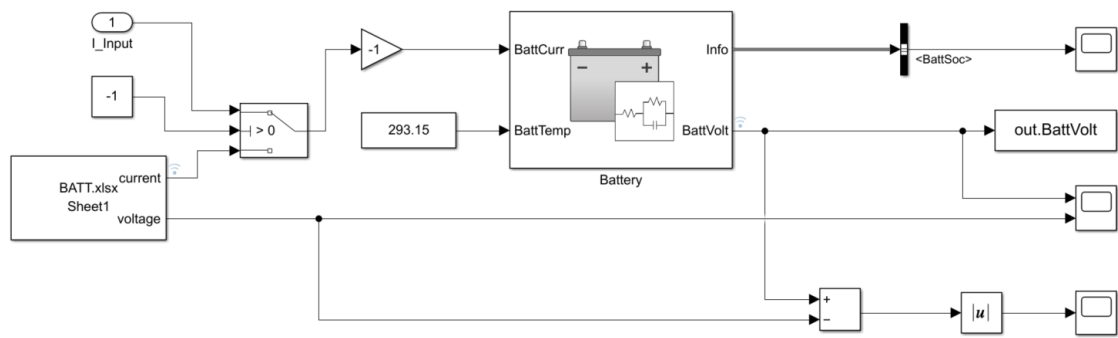 1
I_Input
-1
> 0
BATT.xlsx
Sheet1
current
voltage
-1
293.15
BattCurr
BattTemp
−
+
Info
BattVolt
Battery
<BattSoc>
out.BattVolt
+
−
|u|